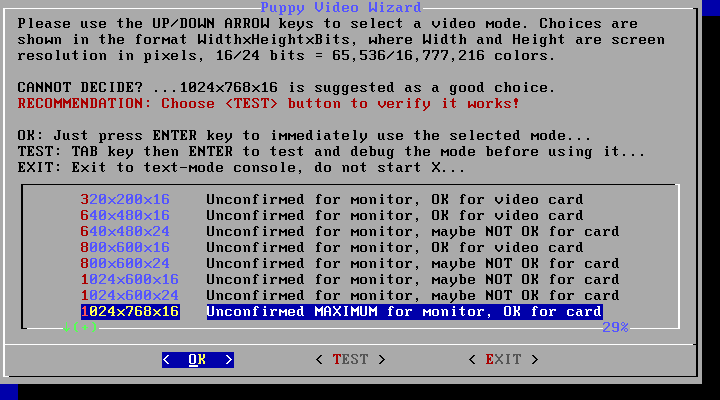 Puppy Video Wizard
Please use the UP/DOWN ARROW keys to select a video mode. Choices are
shown in the format WidthxHeightxBits, where Width and Height are screen
resolution in pixels, 16/24 bits = 65,536/16,777,216 colors.
CANNOT DECIDE? ...1024x768x16 is suggested as a good choice.
RECOMMENDATION: Choose <TEST> button to verify it works!
OK: Just press ENTER key to immediately use the selected mode...
TEST: TAB key then ENTER to test and debug the mode before using it...
EXIT: Exit to text-mode console, do not start X...
320x200x16 Unconfirmed for monitor, OK for video card
640x480x16 Unconfirmed for monitor, OK for video card
640x480x24 Unconfirmed for monitor, maybe NOT OK for card
800x600x16 Unconfirmed for monitor, OK for video card
800x600x24 Unconfirmed for monitor, maybe NOT OK for card
1024x600x16 Unconfirmed for monitor, maybe NOT OK for card
1024x600x24 Unconfirmed for monitor, maybe NOT OK for card
1024x768x16 Unconfirmed MAXIMUM for monitor, OK for card
↓(+) 29%
< OK > < TEST > < EXIT >